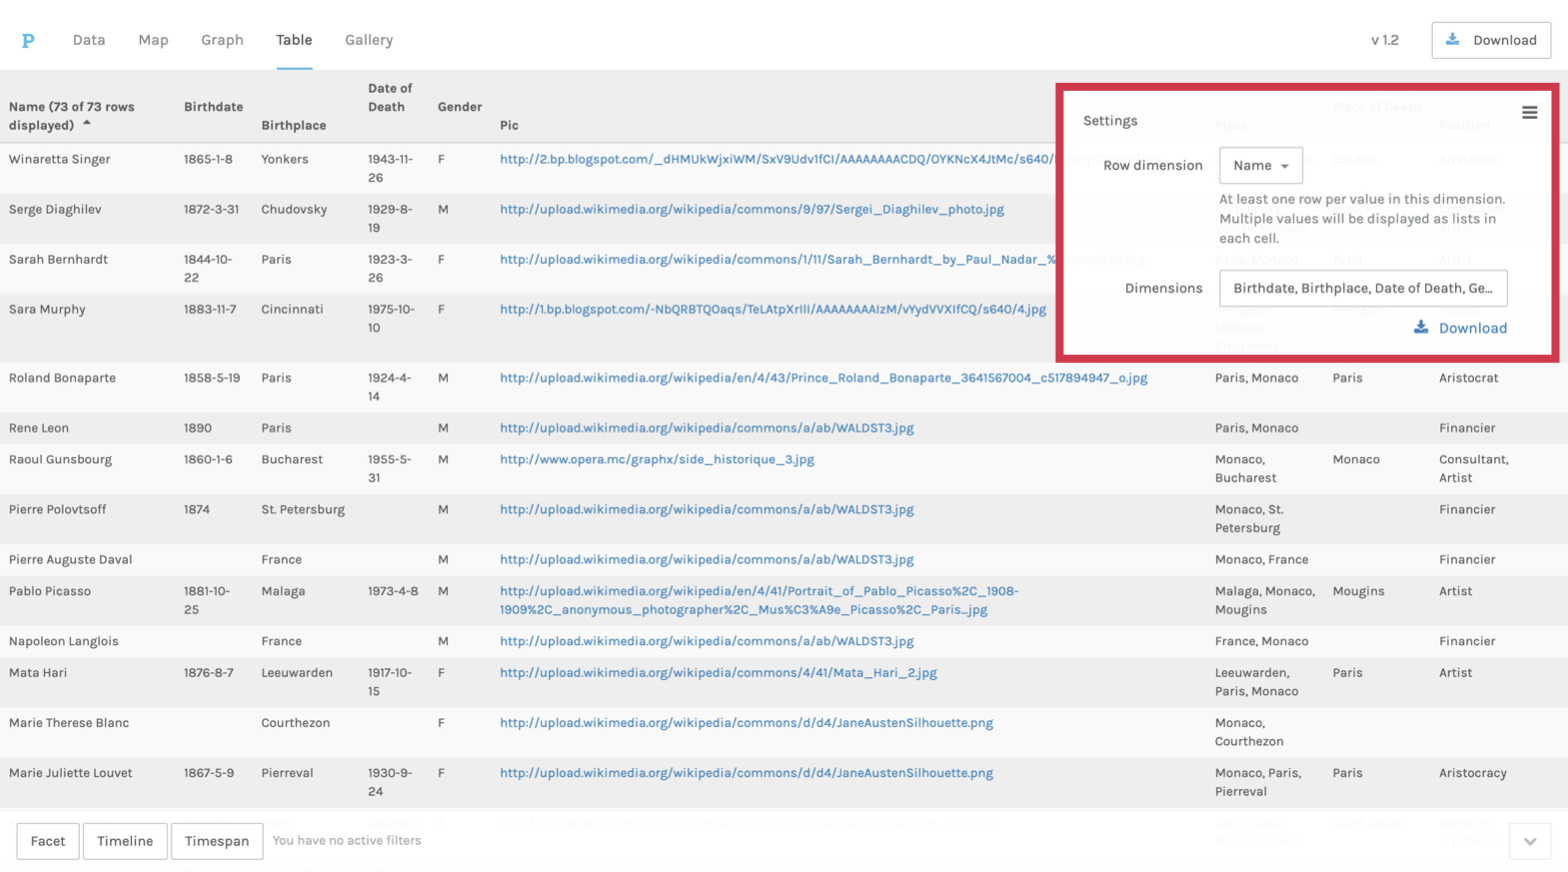 P Data Map Graph Table Gallery v 1.2 Download
Name (73 of 73 rows displayed) Birthdate Birthplace Date of Death Gender Pic Place Place of Death Position
Settings
Row dimension Name
At least one row per value in this dimension.
Multiple values will be displayed as lists in
each cell.
Dimensions Birthdate, Birthplace, Date of Death, Ge...
Download
Winaretta Singer 1865-1-8 Yonkers 1943-11-26 F http://2.bp.blogspot.com/_dHMUkWjxiWM/SxV9Udv1fCI/AAAAAAAACDQ/OYKNcX4JtMc/s640/
Serge Diaghilev 1872-3-31 Chudovsky 1929-8-19 M http://upload.wikimedia.org/wikipedia/commons/9/97/Sergei_Diaghilev_photo.jpg
Sarah Bernhardt 1844-10-22 Paris 1923-3-26 F http://upload.wikimedia.org/wikipedia/commons/1/11/Sarah_Bernhardt_by_Paul_Nadar_%
Sara Murphy 1883-11-7 Cincinnati 1975-10-10 F http://1.bp.blogspot.com/-NbQRBTQOaqs/TeLAtpXrIlI/AAAAAAAAIzM/vYydVVXIfCQ/s640/4.jpg
Roland Bonaparte 1858-5-19 Paris 1924-4-14 M http://upload.wikimedia.org/wikipedia/en/4/43/Prince_Roland_Bonaparte_3641567004_c517894947_o.jpg Paris, Monaco Paris Aristocrat
Rene Leon 1890 Paris M http://upload.wikimedia.org/wikipedia/commons/a/ab/WALDST3.jpg Paris, Monaco Financier
Raoul Gunsbourg 1860-1-6 Bucharest 1955-5-31 M http://www.opera.mc/graphx/side_historique_3.jpg Monaco, Bucharest Monaco Consultant, Artist
Pierre Polovtsoff 1874 St. Petersburg M http://upload.wikimedia.org/wikipedia/commons/a/ab/WALDST3.jpg Monaco, St. Petersburg Financier
Pierre Auguste Daval France M http://upload.wikimedia.org/wikipedia/commons/a/ab/WALDST3.jpg Monaco, France Financier
Pablo Picasso 1881-10-25 Malaga 1973-4-8 M http://upload.wikimedia.org/wikipedia/en/4/41/Portrait_of_Pablo_Picasso%2C_1908-1909%2C_anonymous_photographer%2C_Mus%C3%A9e_Picasso%2C_Paris...jpg Malaga, Monaco, Mougins Mougins Artist
Napoleon Langlois France M http://upload.wikimedia.org/wikipedia/commons/a/ab/WALDST3.jpg France, Monaco Financier
Mata Hari 1876-8-7 Leeuwarden 1917-10-15 F http://upload.wikimedia.org/wikipedia/commons/4/41/Mata_Hari_2.jpg Leeuwarden, Paris, Monaco Paris Artist
Marie Therese Blanc Courthezon F http://upload.wikimedia.org/wikipedia/commons/d/d4/JaneAustenSilhouette.png Monaco, Courthezon
Marie Juliette Louvet 1867-5-9 Pierreval 1930-9-24 F http://upload.wikimedia.org/wikipedia/commons/d/d4/JaneAustenSilhouette.png Monaco, Paris, Pierreval Paris Aristocracy
Facet Timeline Timespan You have no active filters